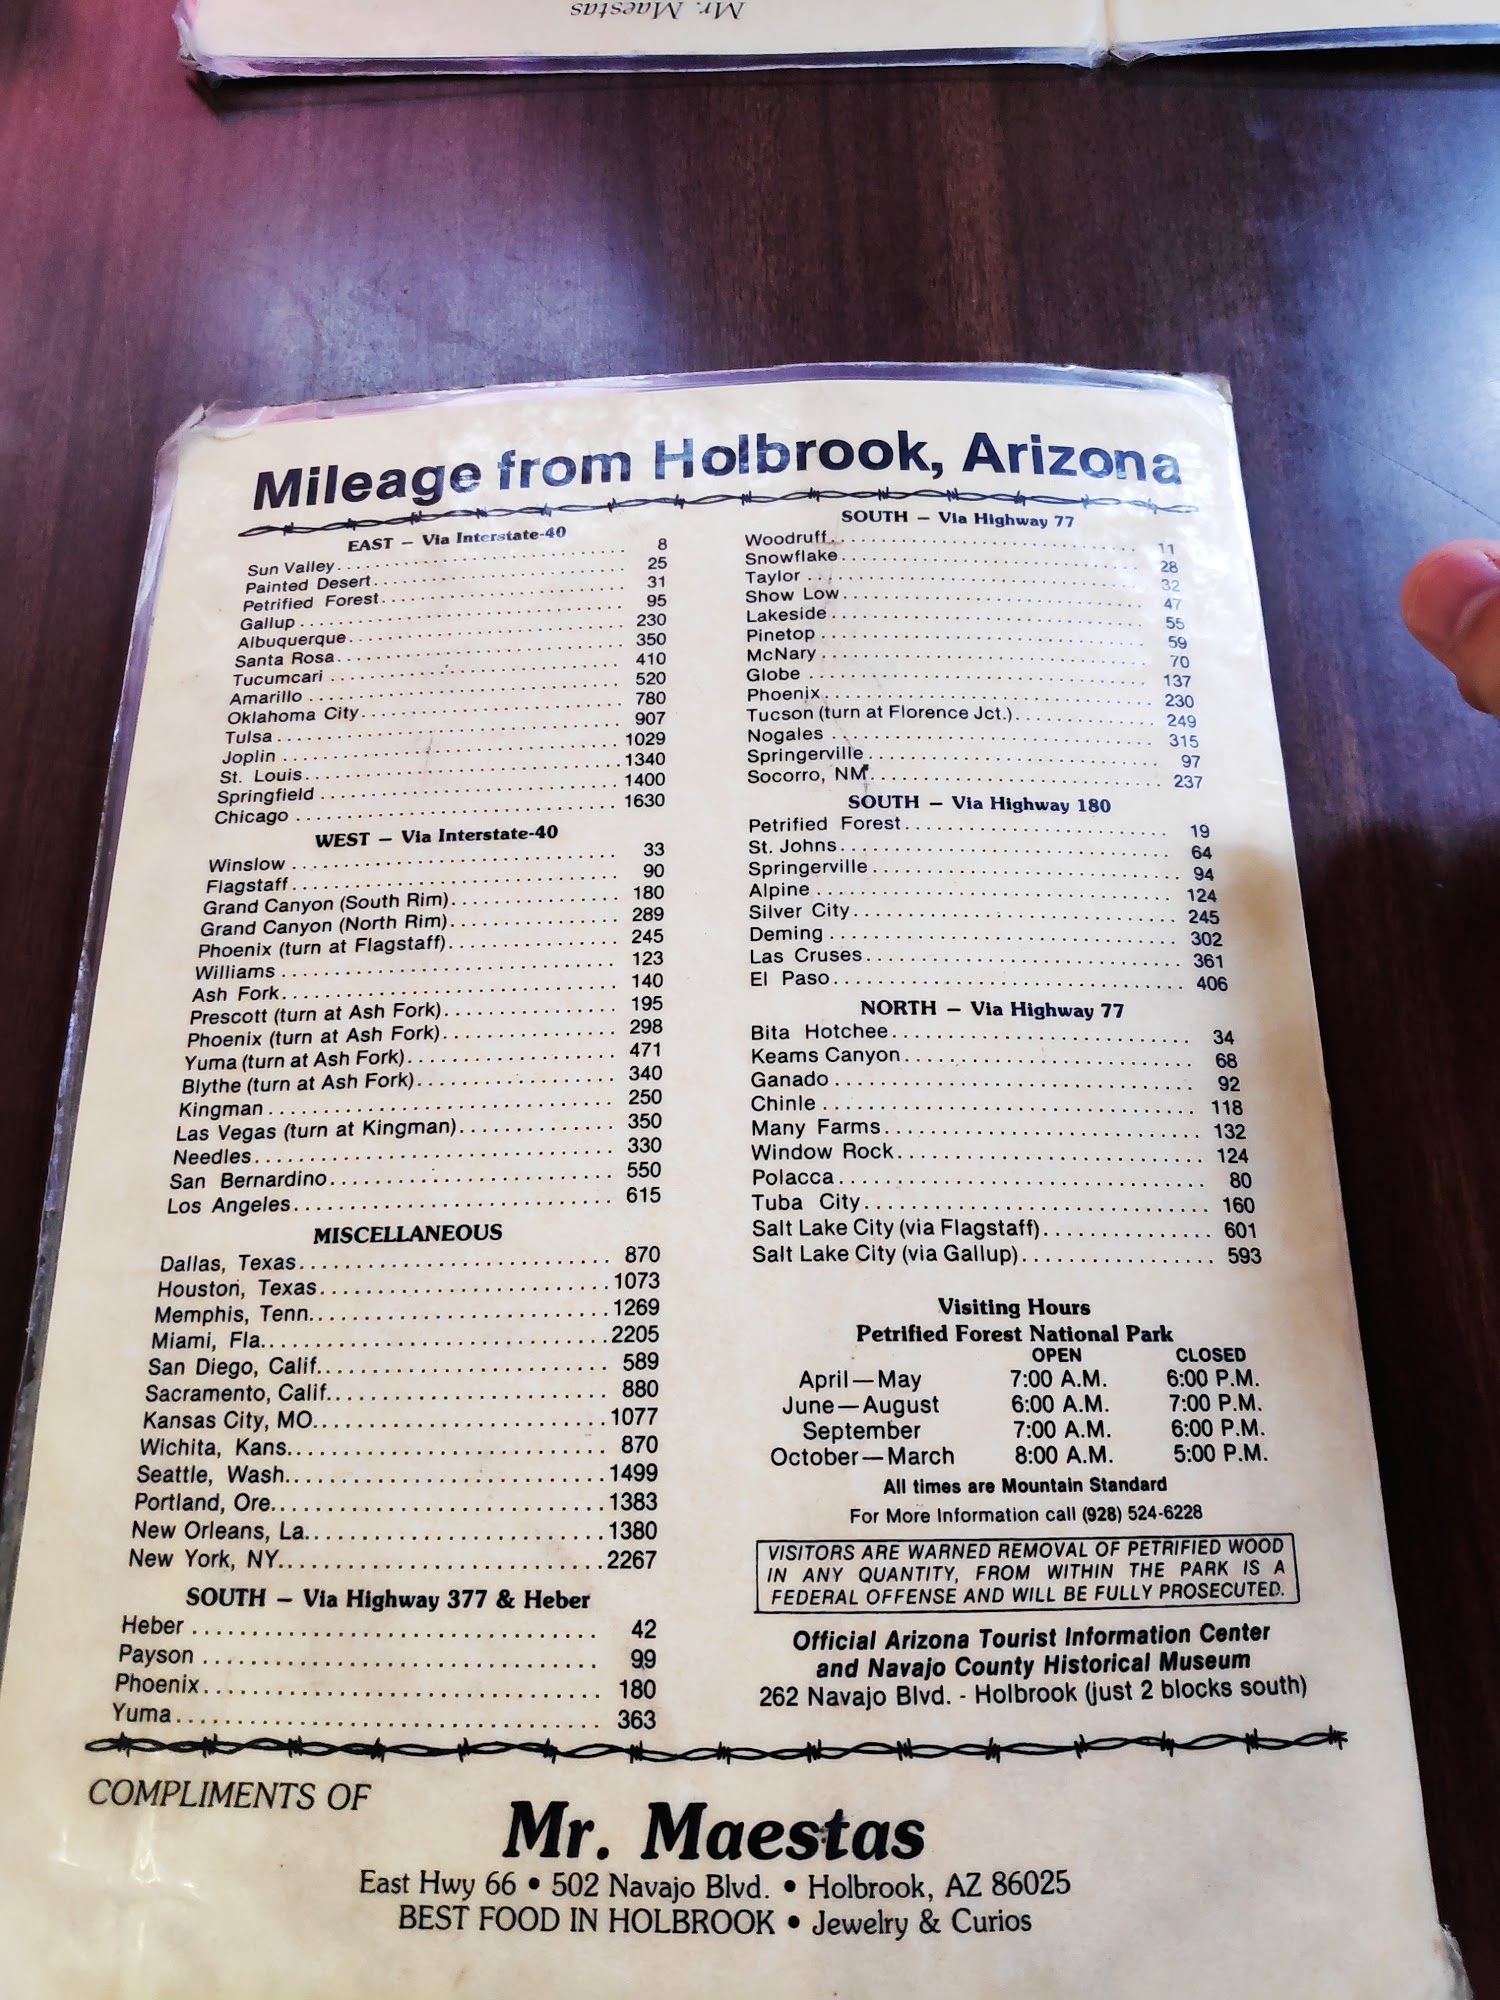 Mr. Maestas
Mileage from Holbrook, Arizona
EAST – Via Interstate-40
Sun Valley 8
Painted Desert 25
Petrified Forest 31
Gallup 95
Albuquerque 230
Santa Rosa 350
Tucumcari 410
Amarillo 520
Oklahoma City 780
Tulsa 907
Joplin 1029
St. Louis 1340
Springfield 1400
Chicago 1630
WEST – Via Interstate-40
Winslow 33
Flagstaff 90
Grand Canyon (South Rim) 180
Grand Canyon (North Rim) 289
Phoenix (turn at Flagstaff) 245
Williams 123
Ash Fork 140
Prescott (turn at Ash Fork) 195
Phoenix (turn at Ash Fork) 298
Yuma (turn at Ash Fork) 471
Blythe (turn at Ash Fork) 340
Kingman 250
Las Vegas (turn at Kingman) 350
Needles 330
San Bernardino 550
Los Angeles 615
MISCELLANEOUS
Dallas, Texas 870
Houston, Texas 1073
Memphis, Tenn. 1269
Miami, Fla. 2205
San Diego, Calif. 589
Sacramento, Calif. 880
Kansas City, MO. 1077
Wichita, Kans. 870
Seattle, Wash. 1499
Portland, Ore. 1383
New Orleans, La. 1380
New York, NY. 2267
SOUTH – Via Highway 377 & Heber
Heber 42
Payson 99
Phoenix 180
Yuma 363
SOUTH – Via Highway 77
Woodruff 11
Snowflake 28
Taylor 32
Show Low 47
Lakeside 55
Pinetop 59
McNary 70
Globe 137
Phoenix 230
Tucson (turn at Florence Jct.) 249
Nogales 315
Springerville 97
Socorro, NM 237
SOUTH – Via Highway 180
Petrified Forest 19
St. Johns 64
Springerville 94
Alpine 124
Silver City 245
Deming 302
Las Cruses 361
El Paso 406
NORTH – Via Highway 77
Bita Hotchee 34
Keams Canyon 68
Ganado 92
Chinle 118
Many Farms 132
Window Rock 124
Polacca 80
Tuba City 160
Salt Lake City (via Flagstaff) 601
Salt Lake City (via Gallup) 593
Visiting Hours
Petrified Forest National Park
OPEN CLOSED
April—May 7:00 A.M. 6:00 P.M.
June—August 6:00 A.M. 7:00 P.M.
September 7:00 A.M. 6:00 P.M.
October—March 8:00 A.M. 5:00 P.M.
All times are Mountain Standard
For More Information call (928) 524-6228
VISITORS ARE WARNED REMOVAL OF PETRIFIED WOOD
IN ANY QUANTITY, FROM WITHIN THE PARK IS A
FEDERAL OFFENSE AND WILL BE FULLY PROSECUTED.
Official Arizona Tourist Information Center
and Navajo County Historical Museum
262 Navajo Blvd. - Holbrook (just 2 blocks south)
COMPLIMENTS OF
Mr. Maestas
East Hwy 66 • 502 Navajo Blvd. • Holbrook, AZ 86025
BEST FOOD IN HOLBROOK • Jewelry & Curios